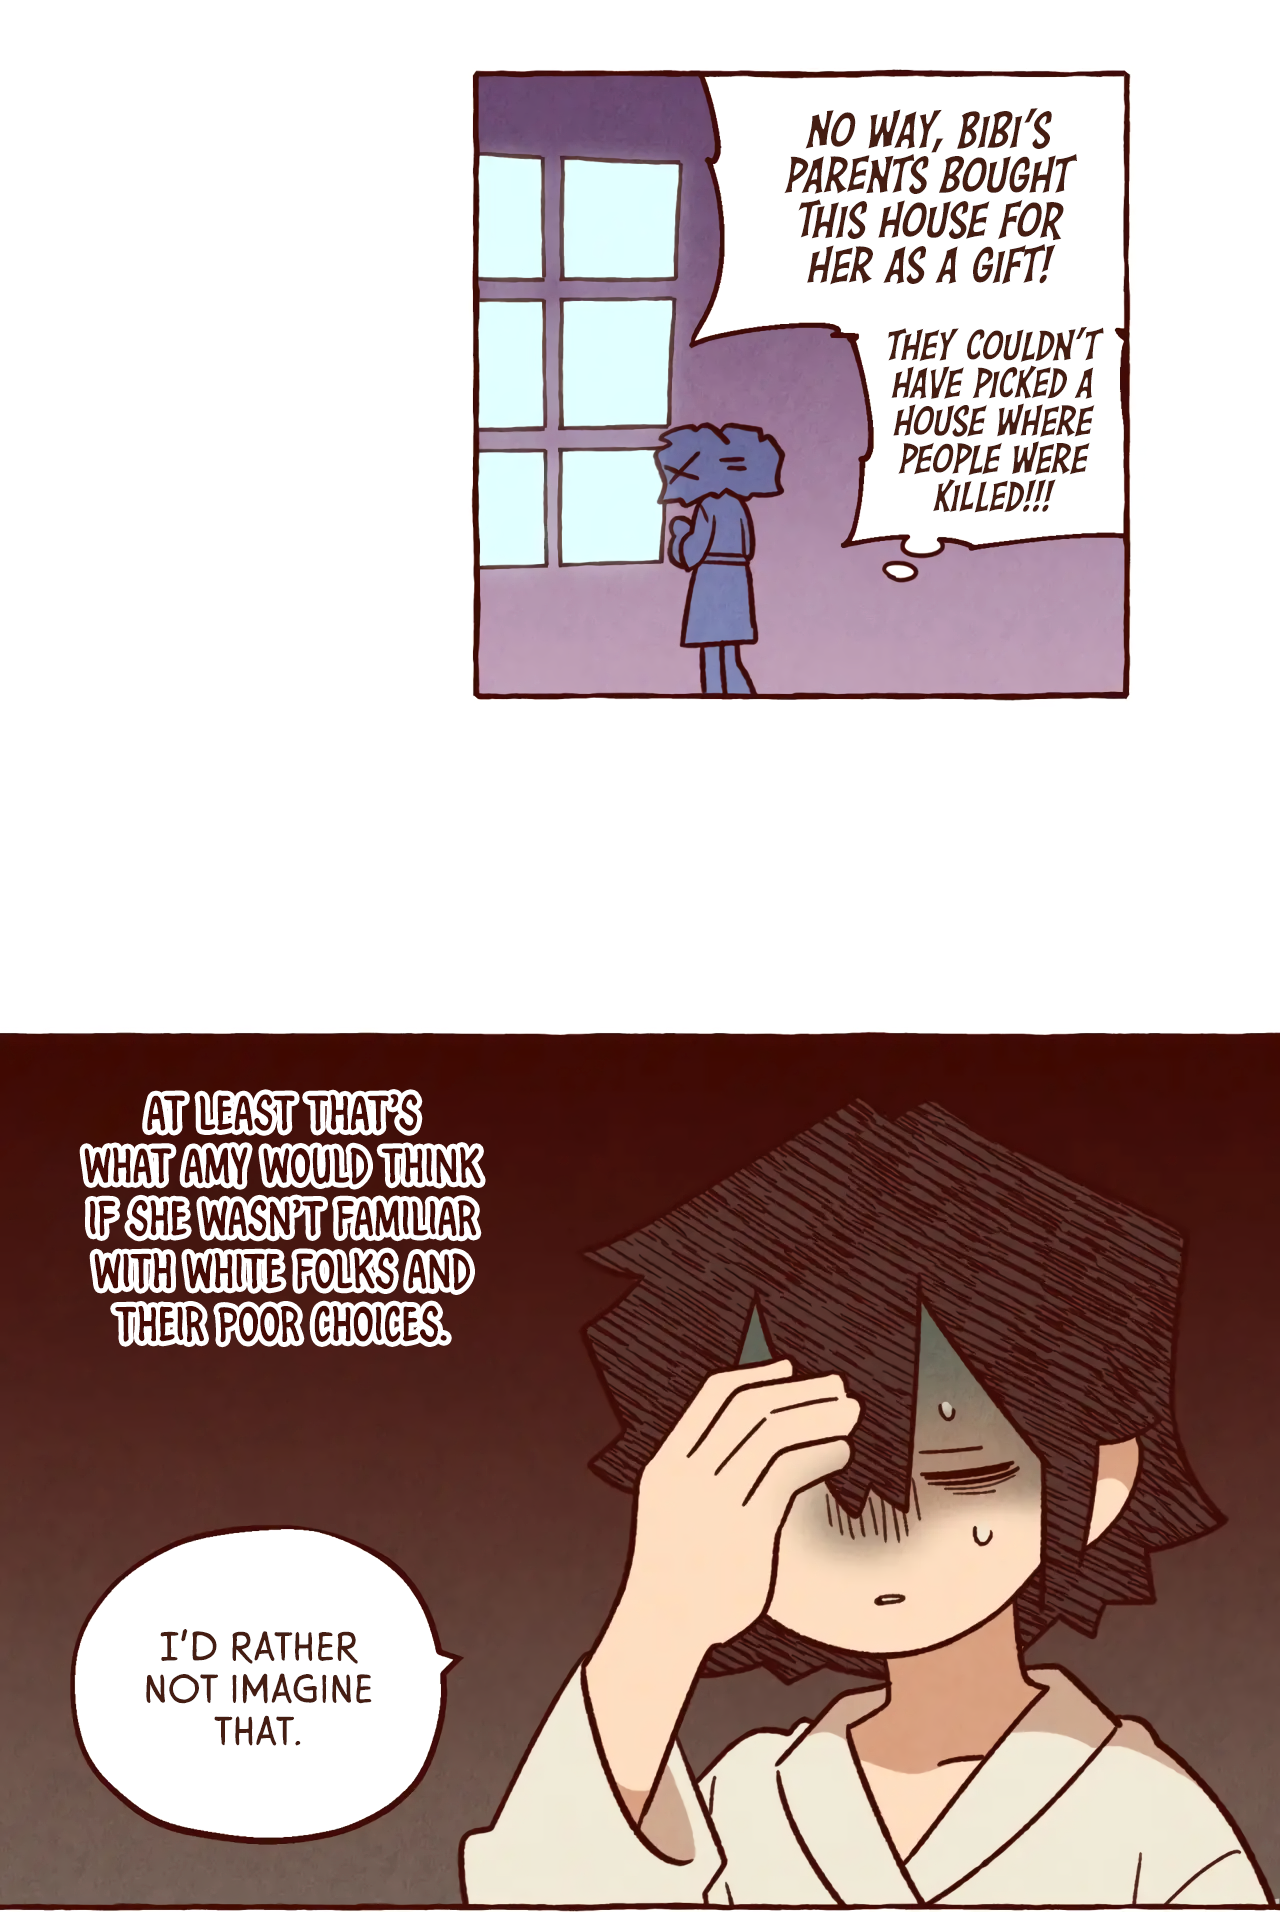 NO WAY, BIBI'S
PARENTS BOUGHT
THIS HOUSE FOR
HER AS A GIFT!
THEY COULDN'T
HAVE PICKED A
HOUSE WHERE
PEOPLE WERE
KILLED!!!
AT LEAST THAT'S
WHAT AMY WOULD THINK
IF SHE WASN'T FAMILIAR
WITH WHITE FOLKS AND
THEIR POOR CHOICES.
I'D RATHER
NOT IMAGINE
THAT.